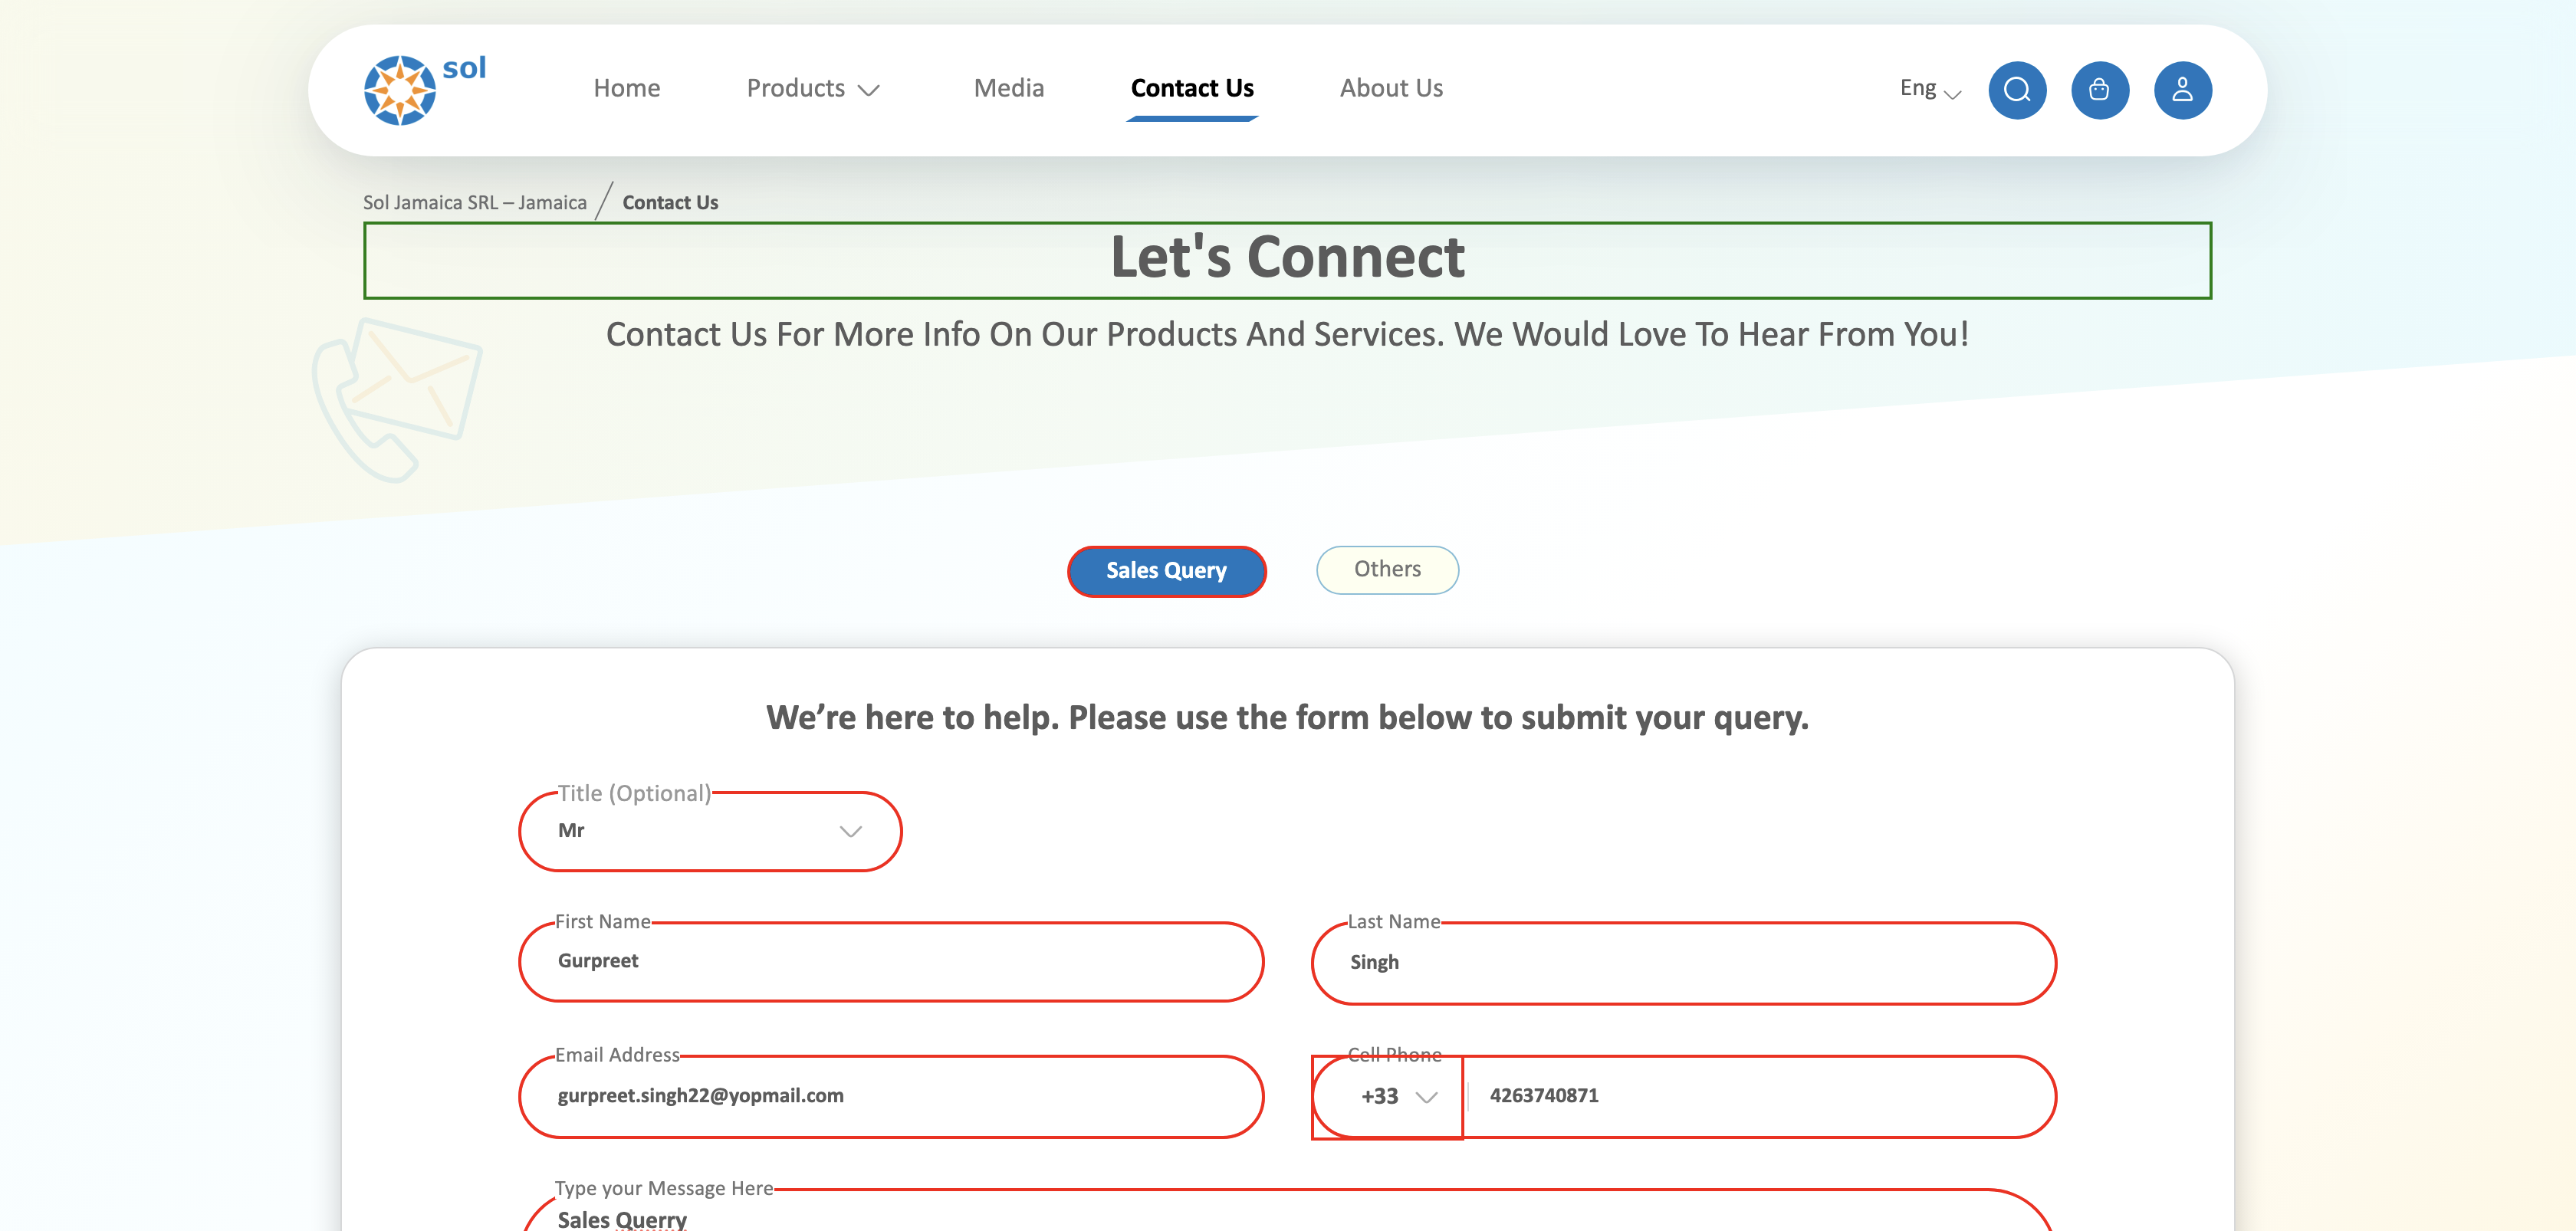 sol
Home Products Media Contact Us About Us Eng
Sol Jamaica SRL – Jamaica / Contact Us
Let's Connect
Contact Us For More Info On Our Products And Services. We Would Love To Hear From You!
Sales Query Others
We’re here to help. Please use the form below to submit your query.
Title (Optional)
Mr
First Name Last Name
Gurpreet Singh
Email Address Cell Phone
gurpreet.singh22@yopmail.com +33 4263740871
Type your Message Here
Sales Querry